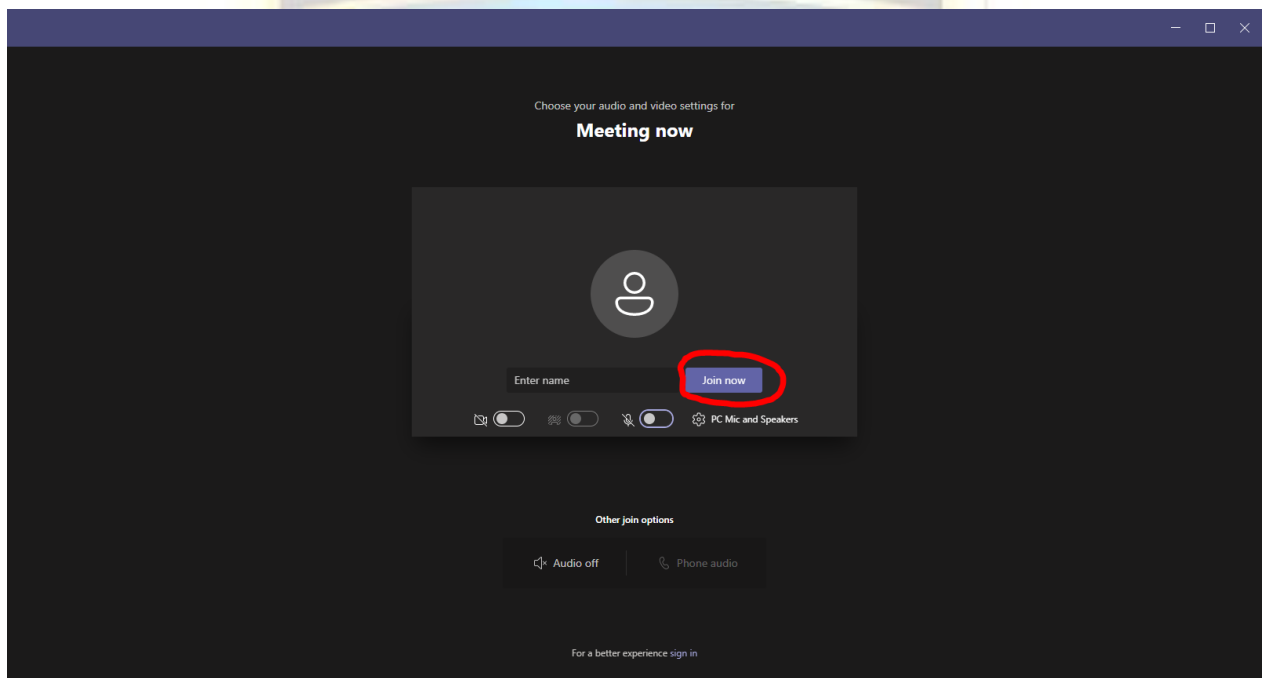 Choose your audio and video settings for
Meeting now
Enter name
Join now
PC Mic and Speakers
Other join options
Audio off
Phone audio
For a better experience sign in